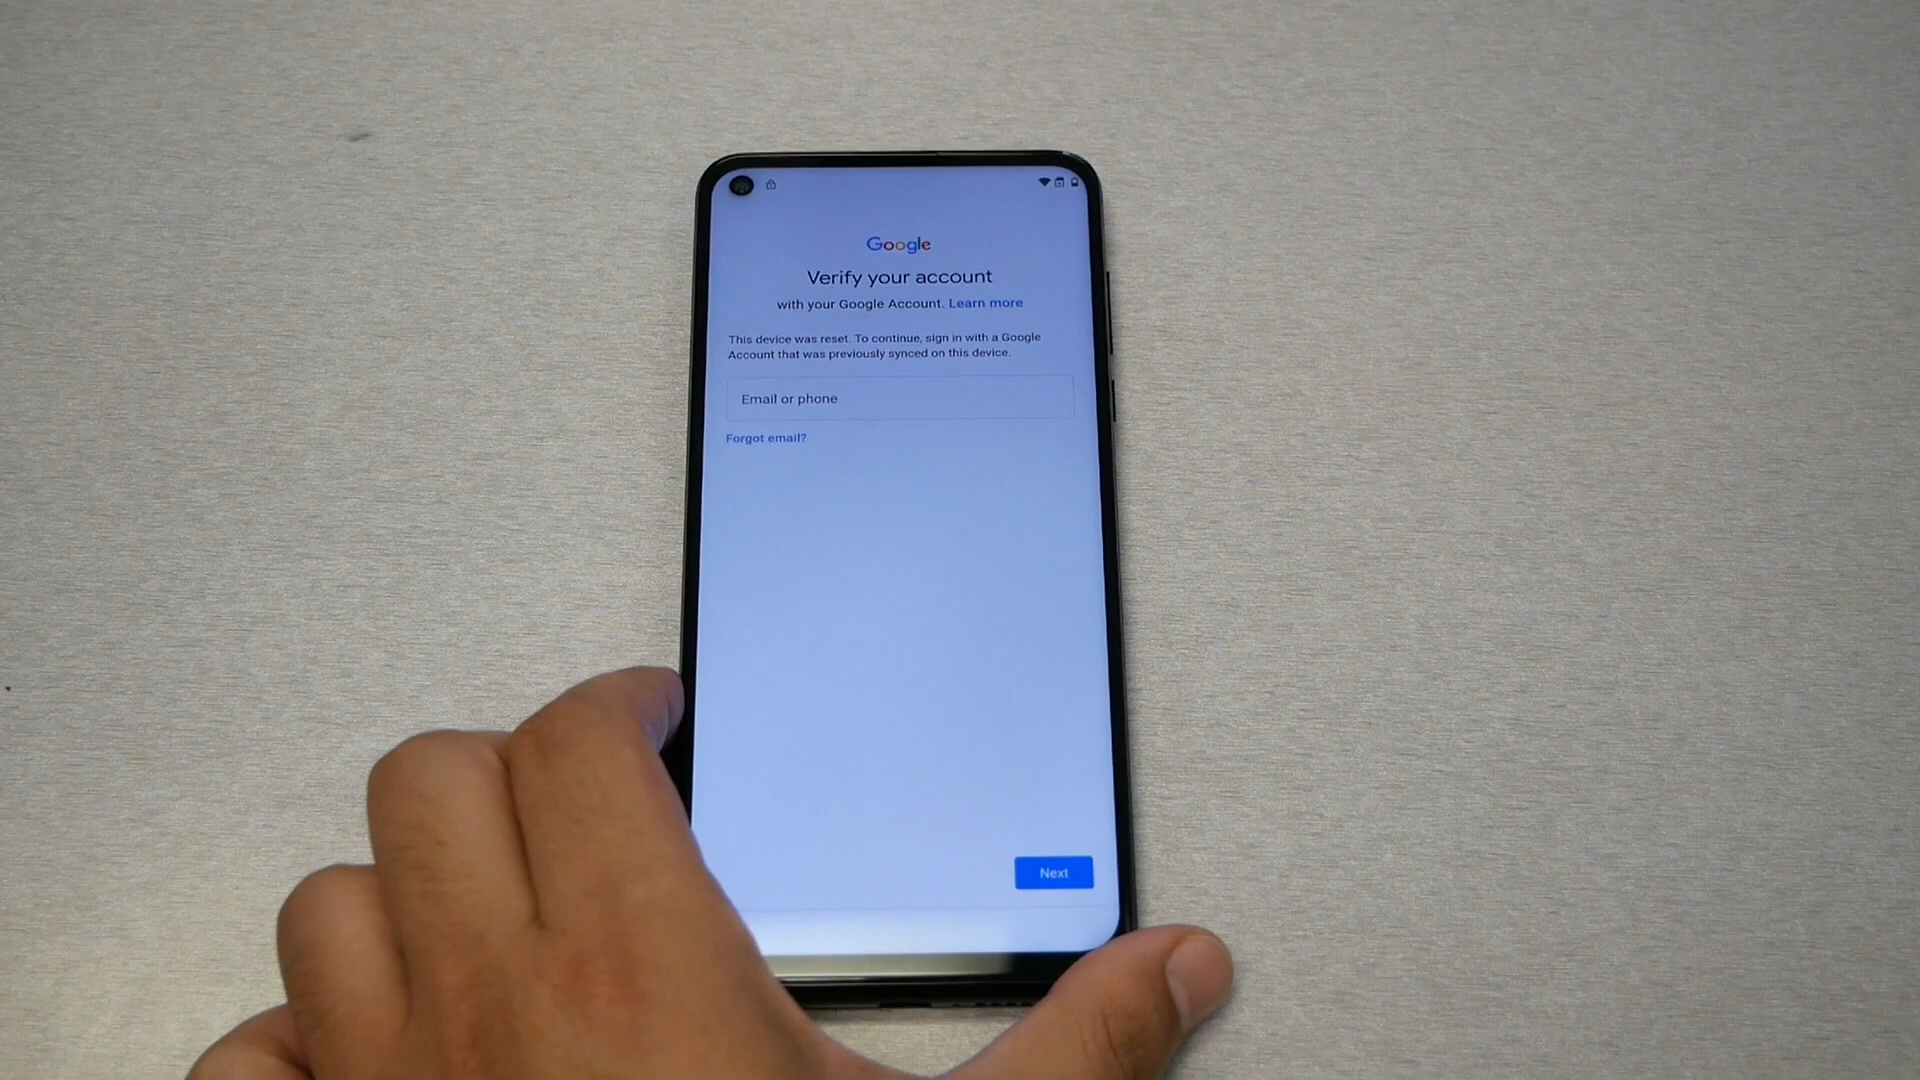 Google
Verify your account
with your Google Account. Learn more
This device was reset. To continue, sign in with a Google
Account that was previously synced on this device.
Email or phone
Forgot email?
Next